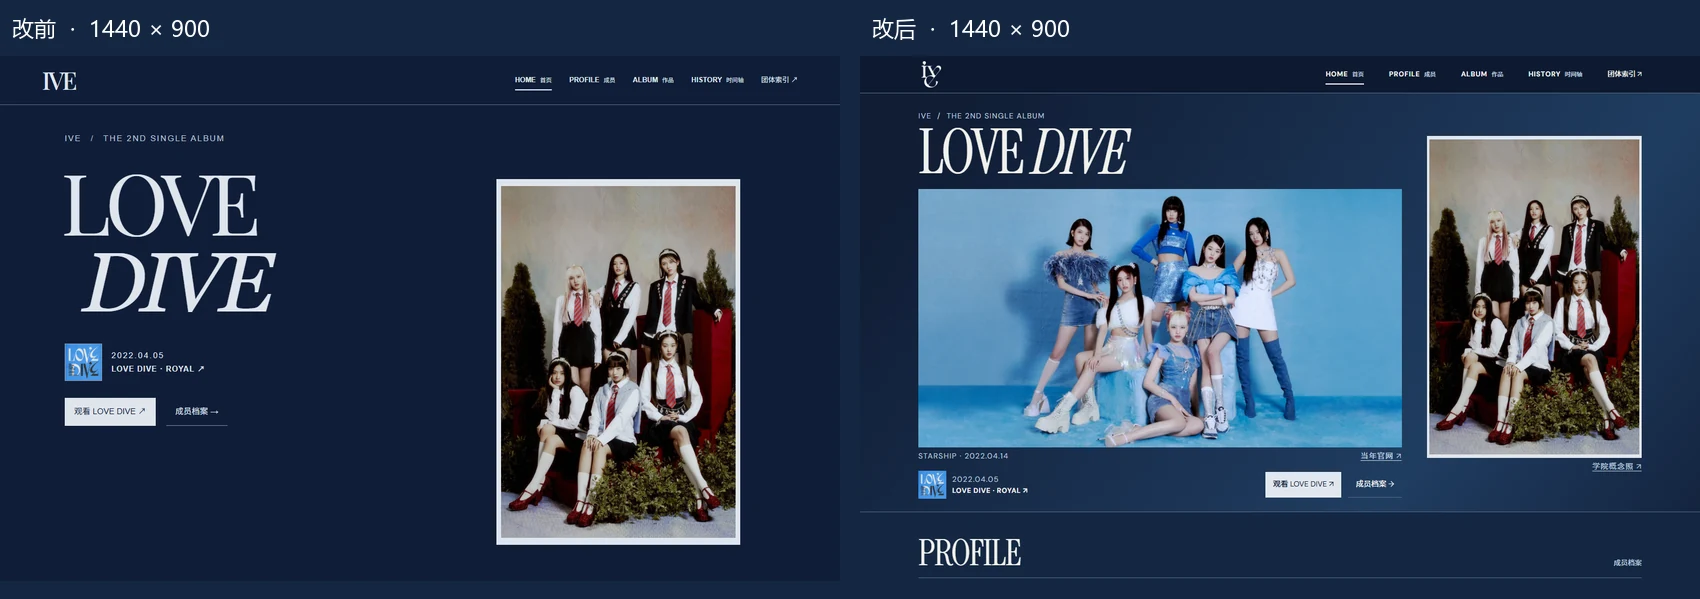 改前 · 1440 × 900
IVE
HOME 首页 PROFILE 成员 ALBUM 作品 HISTORY 时间轴 团体索引 ↗
IVE / THE 2ND SINGLE ALBUM
LOVE
DIVE
LOVE
DIVE
2022.04.05
LOVE DIVE · ROYAL ↗
观看 LOVE DIVE ↗ 成员档案 →
改后 · 1440 × 900
ive
HOME 首页 PROFILE 成员 ALBUM 作品 HISTORY 时间轴 团体索引 ↗
IVE / THE 2ND SINGLE ALBUM
LOVE DIVE
STARSHIP · 2022.04.14 当年官网 ↗
学院概念照 ↗
LOVE
DIVE
2022.04.05
LOVE DIVE · ROYAL ↗
观看 LOVE DIVE ↗ 成员档案 →
PROFILE
成员档案